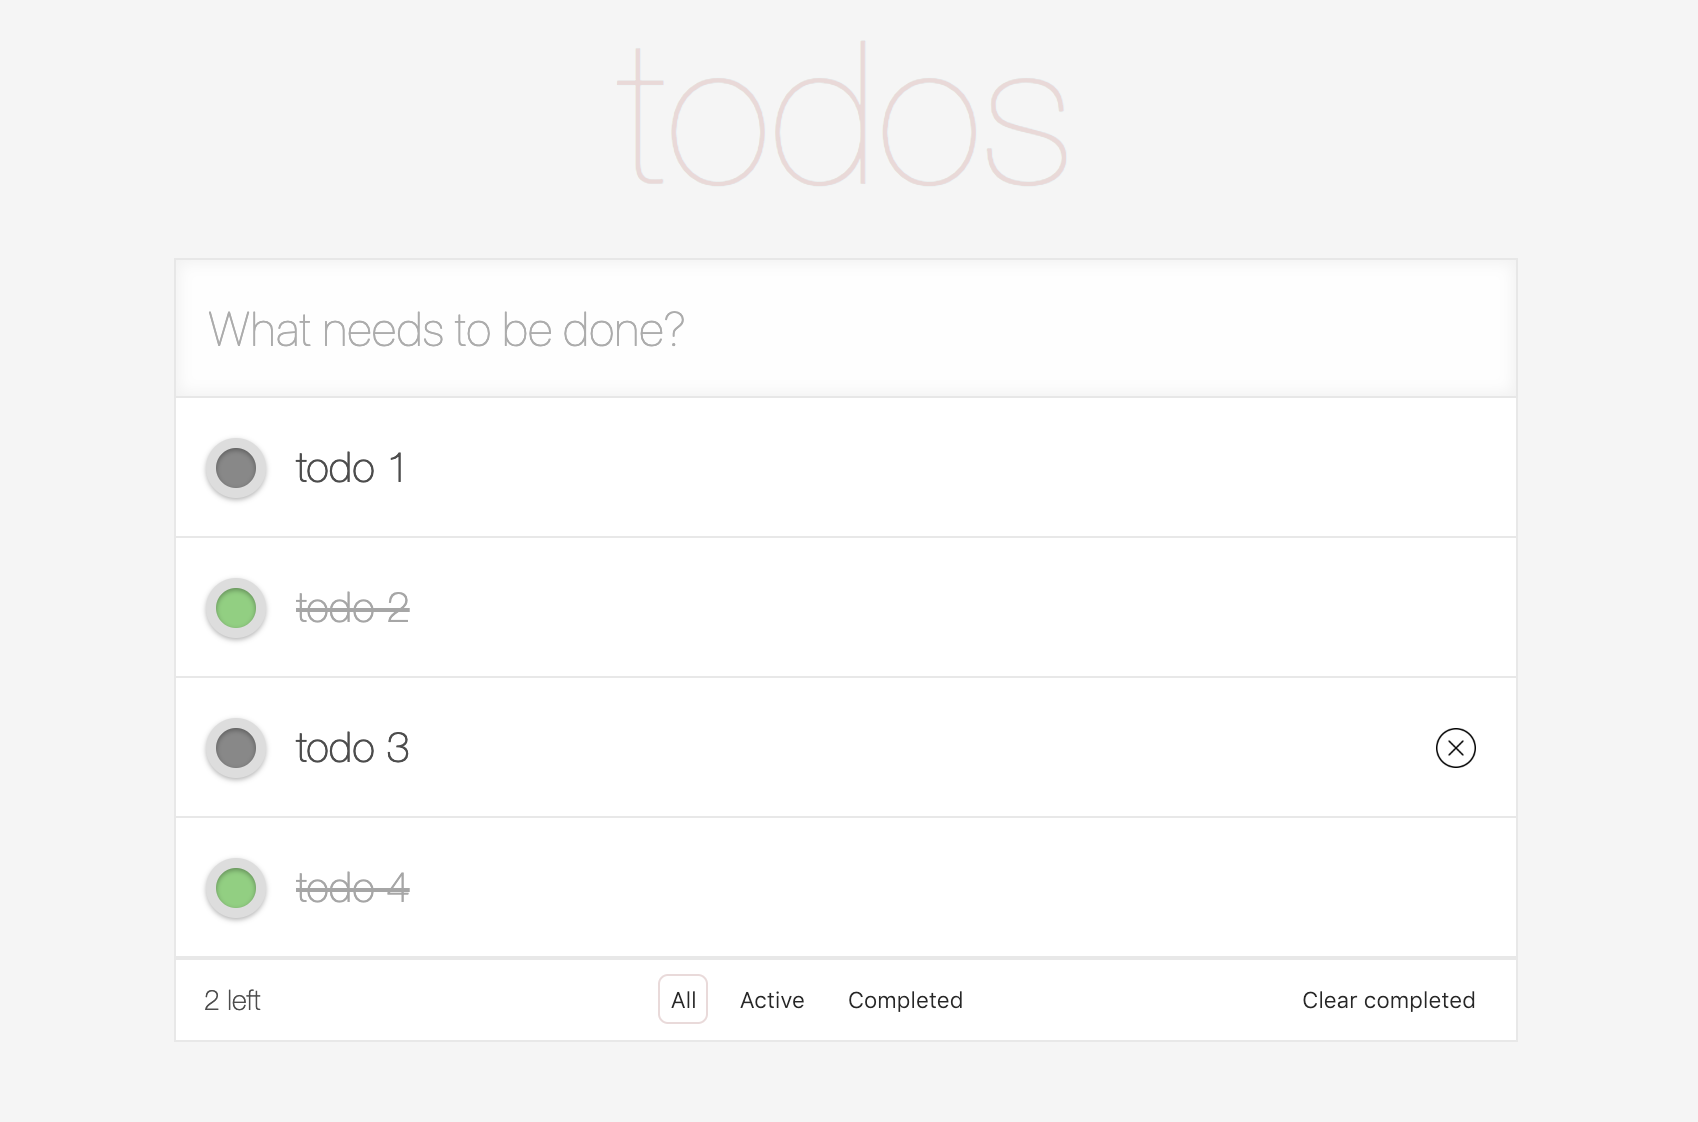 todos
What needs to be done?
todo 1
todo 2
todo 3
todo 4
2 left All Active Completed Clear completed